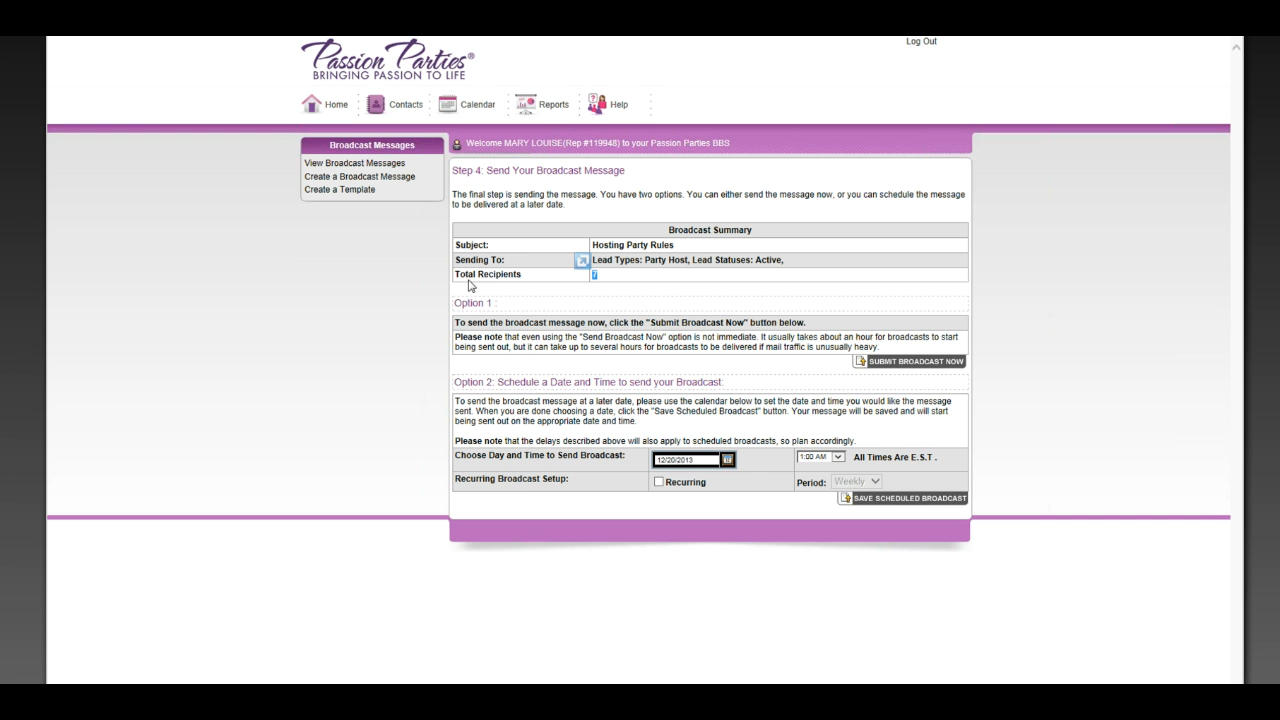 Log Out
Passion Parties®
BRINGING PASSION TO LIFE
Home
Contacts
Calendar
Reports
Help
Broadcast Messages
View Broadcast Messages
Create a Broadcast Message
Create a Template
Welcome MARY LOUISE(Rep #119948) to your Passion Parties BBS
Step 4: Send Your Broadcast Message
The final step is sending the message. You have two options. You can either send the message now, or you can schedule the message
to be delivered at a later date.
Broadcast Summary
Subject: Hosting Party Rules
Sending To: Lead Types: Party Host, Lead Statuses: Active,
Total Recipients 7
Option 1 :
To send the broadcast message now, click the "Submit Broadcast Now" button below.
Please note that even using the "Send Broadcast Now" option is not immediate. It usually takes about an hour for broadcasts to start
being sent out, but it can take up to several hours for broadcasts to be delivered if mail traffic is unusually heavy.
SUBMIT BROADCAST NOW
Option 2: Schedule a Date and Time to send your Broadcast:
To send the broadcast message at a later date, please use the calendar below to set the date and time you would like the message
sent. When you are done choosing a date, click the "Save Scheduled Broadcast" button. Your message will be saved and will start
being sent out on the appropriate date and time.
Please note that the delays described above will also apply to scheduled broadcasts, so plan accordingly.
Choose Day and Time to Send Broadcast: 12/20/2013 1:00 AM All Times Are E.S.T .
Recurring Broadcast Setup: Recurring Period: Weekly
SAVE SCHEDULED BROADCAST